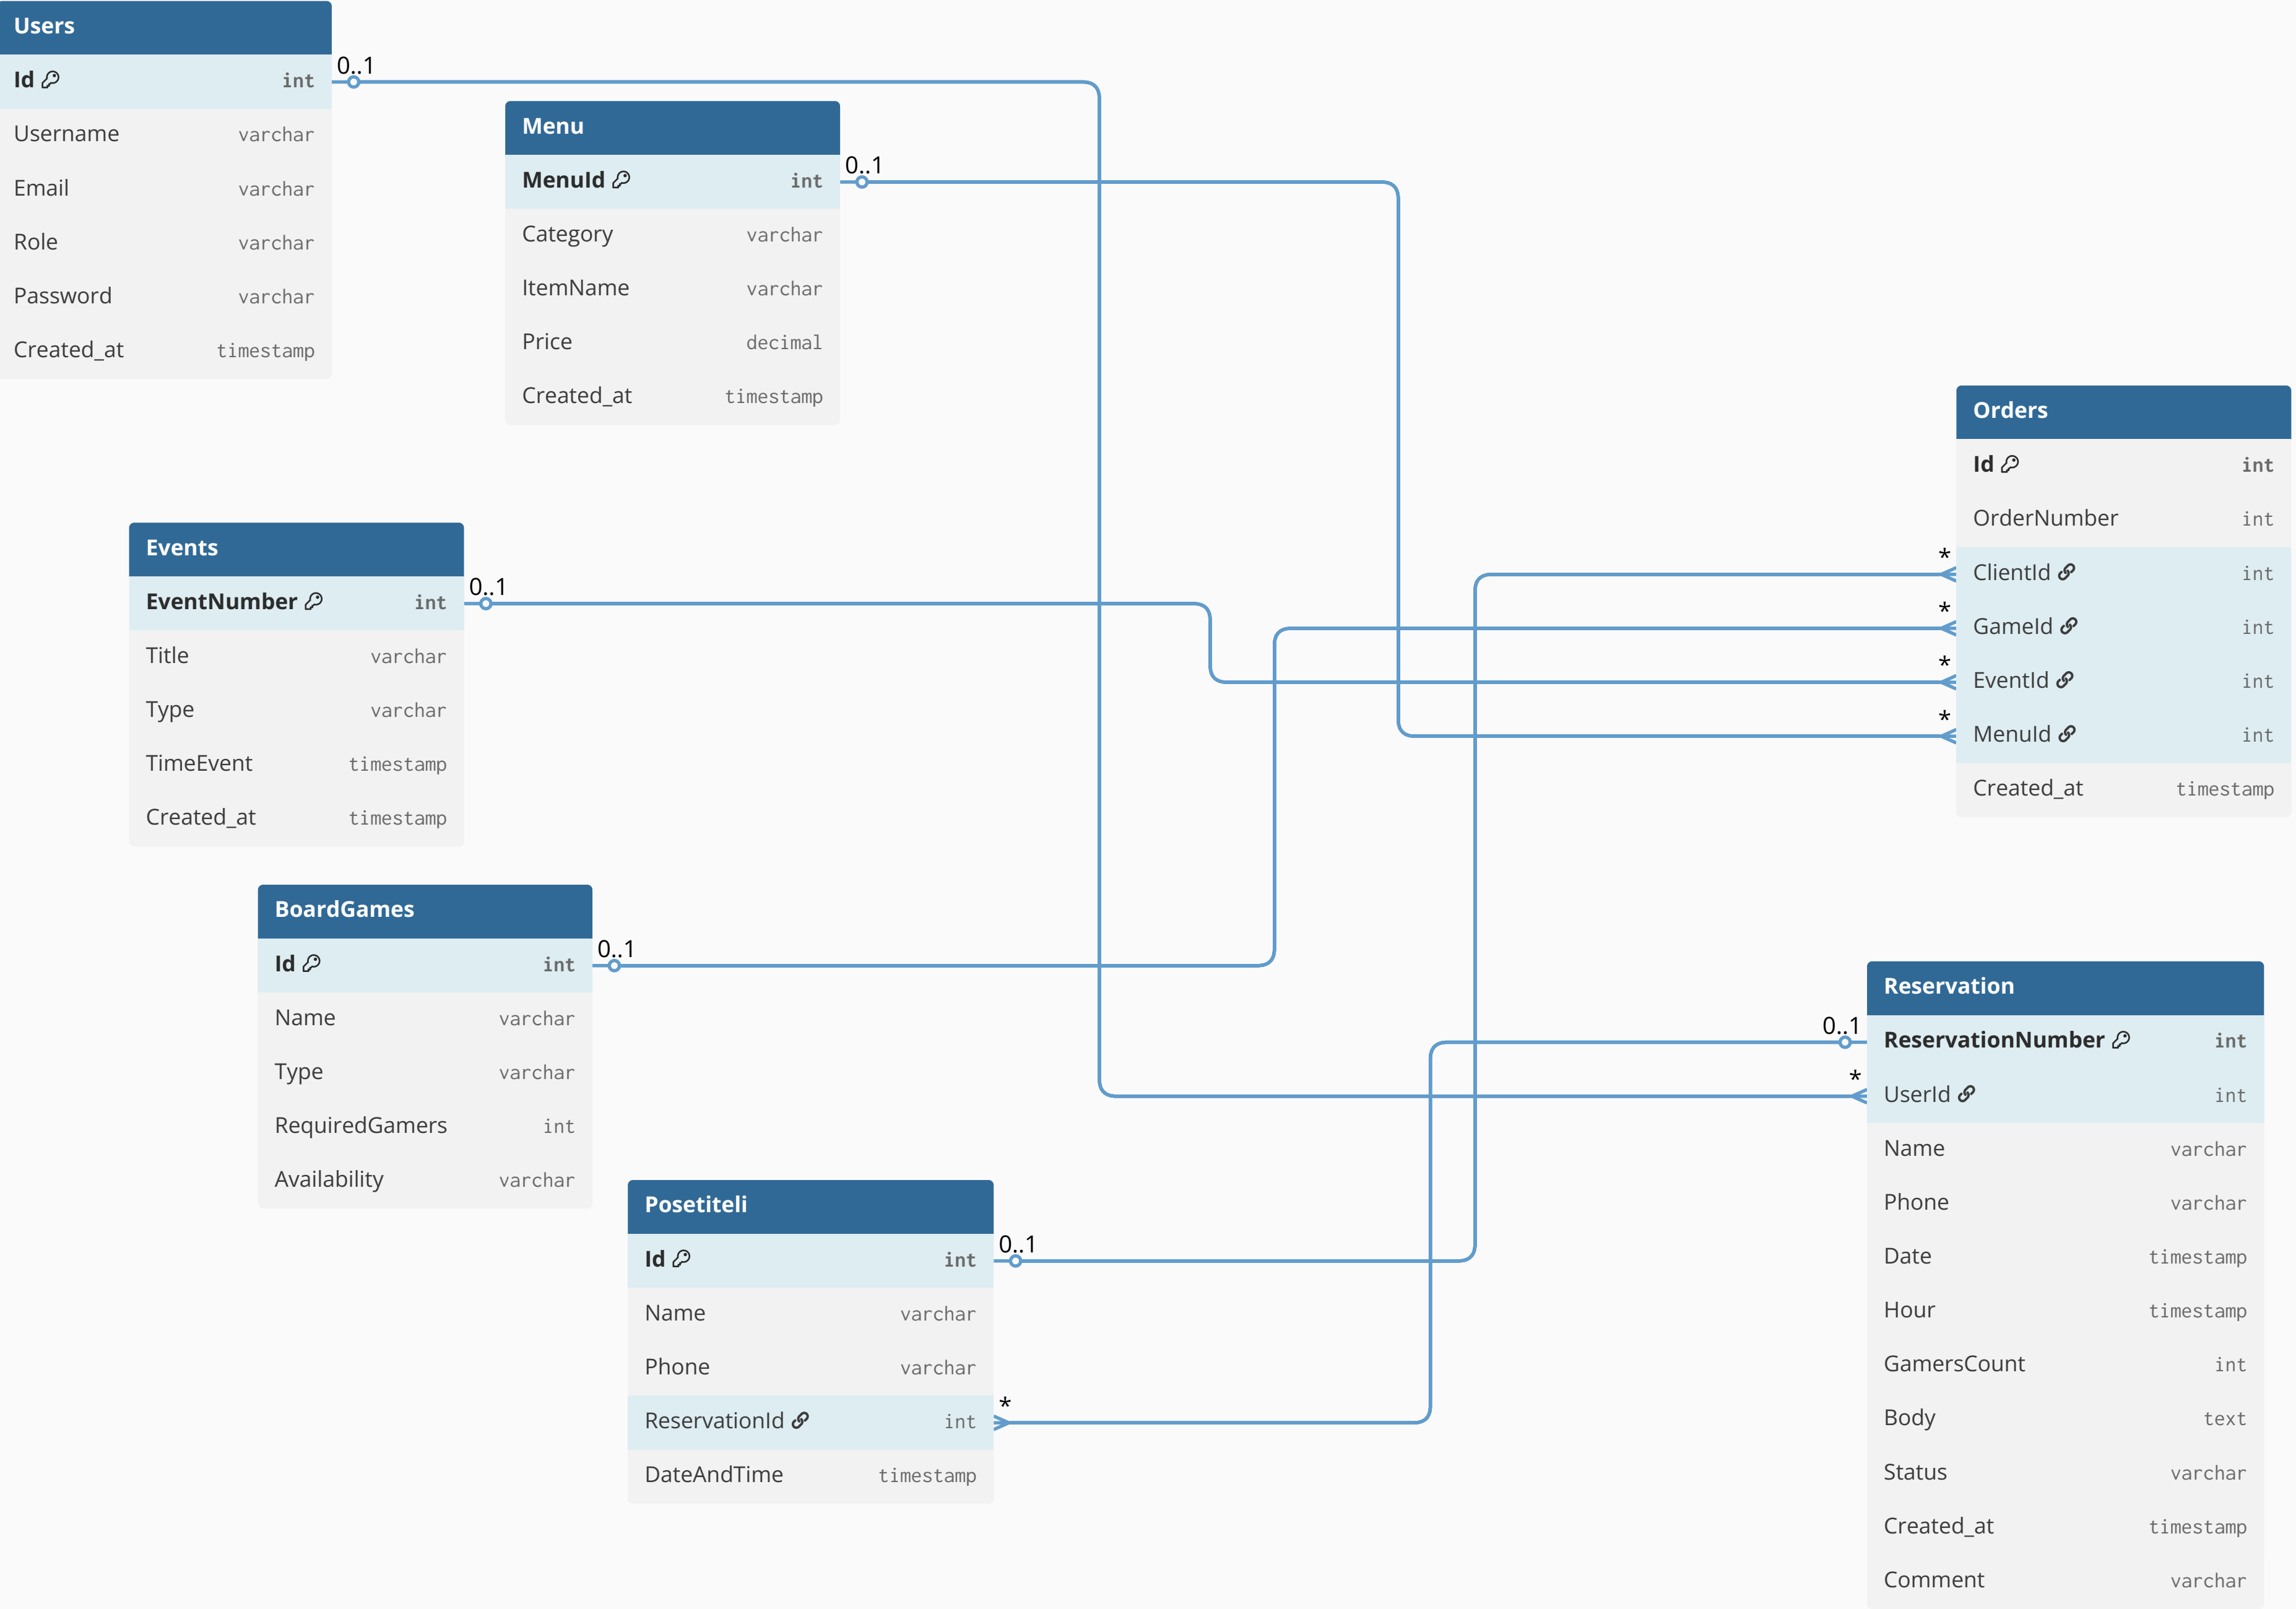 Users
Id int
0..1
Username varchar
Email varchar
Role varchar
Password varchar
Created_at timestamp
Menu
MenuId int
0..1
Category varchar
ItemName varchar
Price decimal
Created_at timestamp
Events
EventNumber int
0..1
Title varchar
Type varchar
TimeEvent timestamp
Created_at timestamp
BoardGames
Id int
0..1
Name varchar
Type varchar
RequiredGamers int
Availability varchar
Posetiteli
Id int
0..1
Name varchar
Phone varchar
*
ReservationId int
DateAndTime timestamp
Orders
Id int
OrderNumber int
*
ClientId int
*
GameId int
*
EventId int
*
MenuId int
Created_at timestamp
Reservation
0..1
ReservationNumber int
*
UserId int
Name varchar
Phone varchar
Date timestamp
Hour timestamp
GamersCount int
Body text
Status varchar
Created_at timestamp
Comment varchar